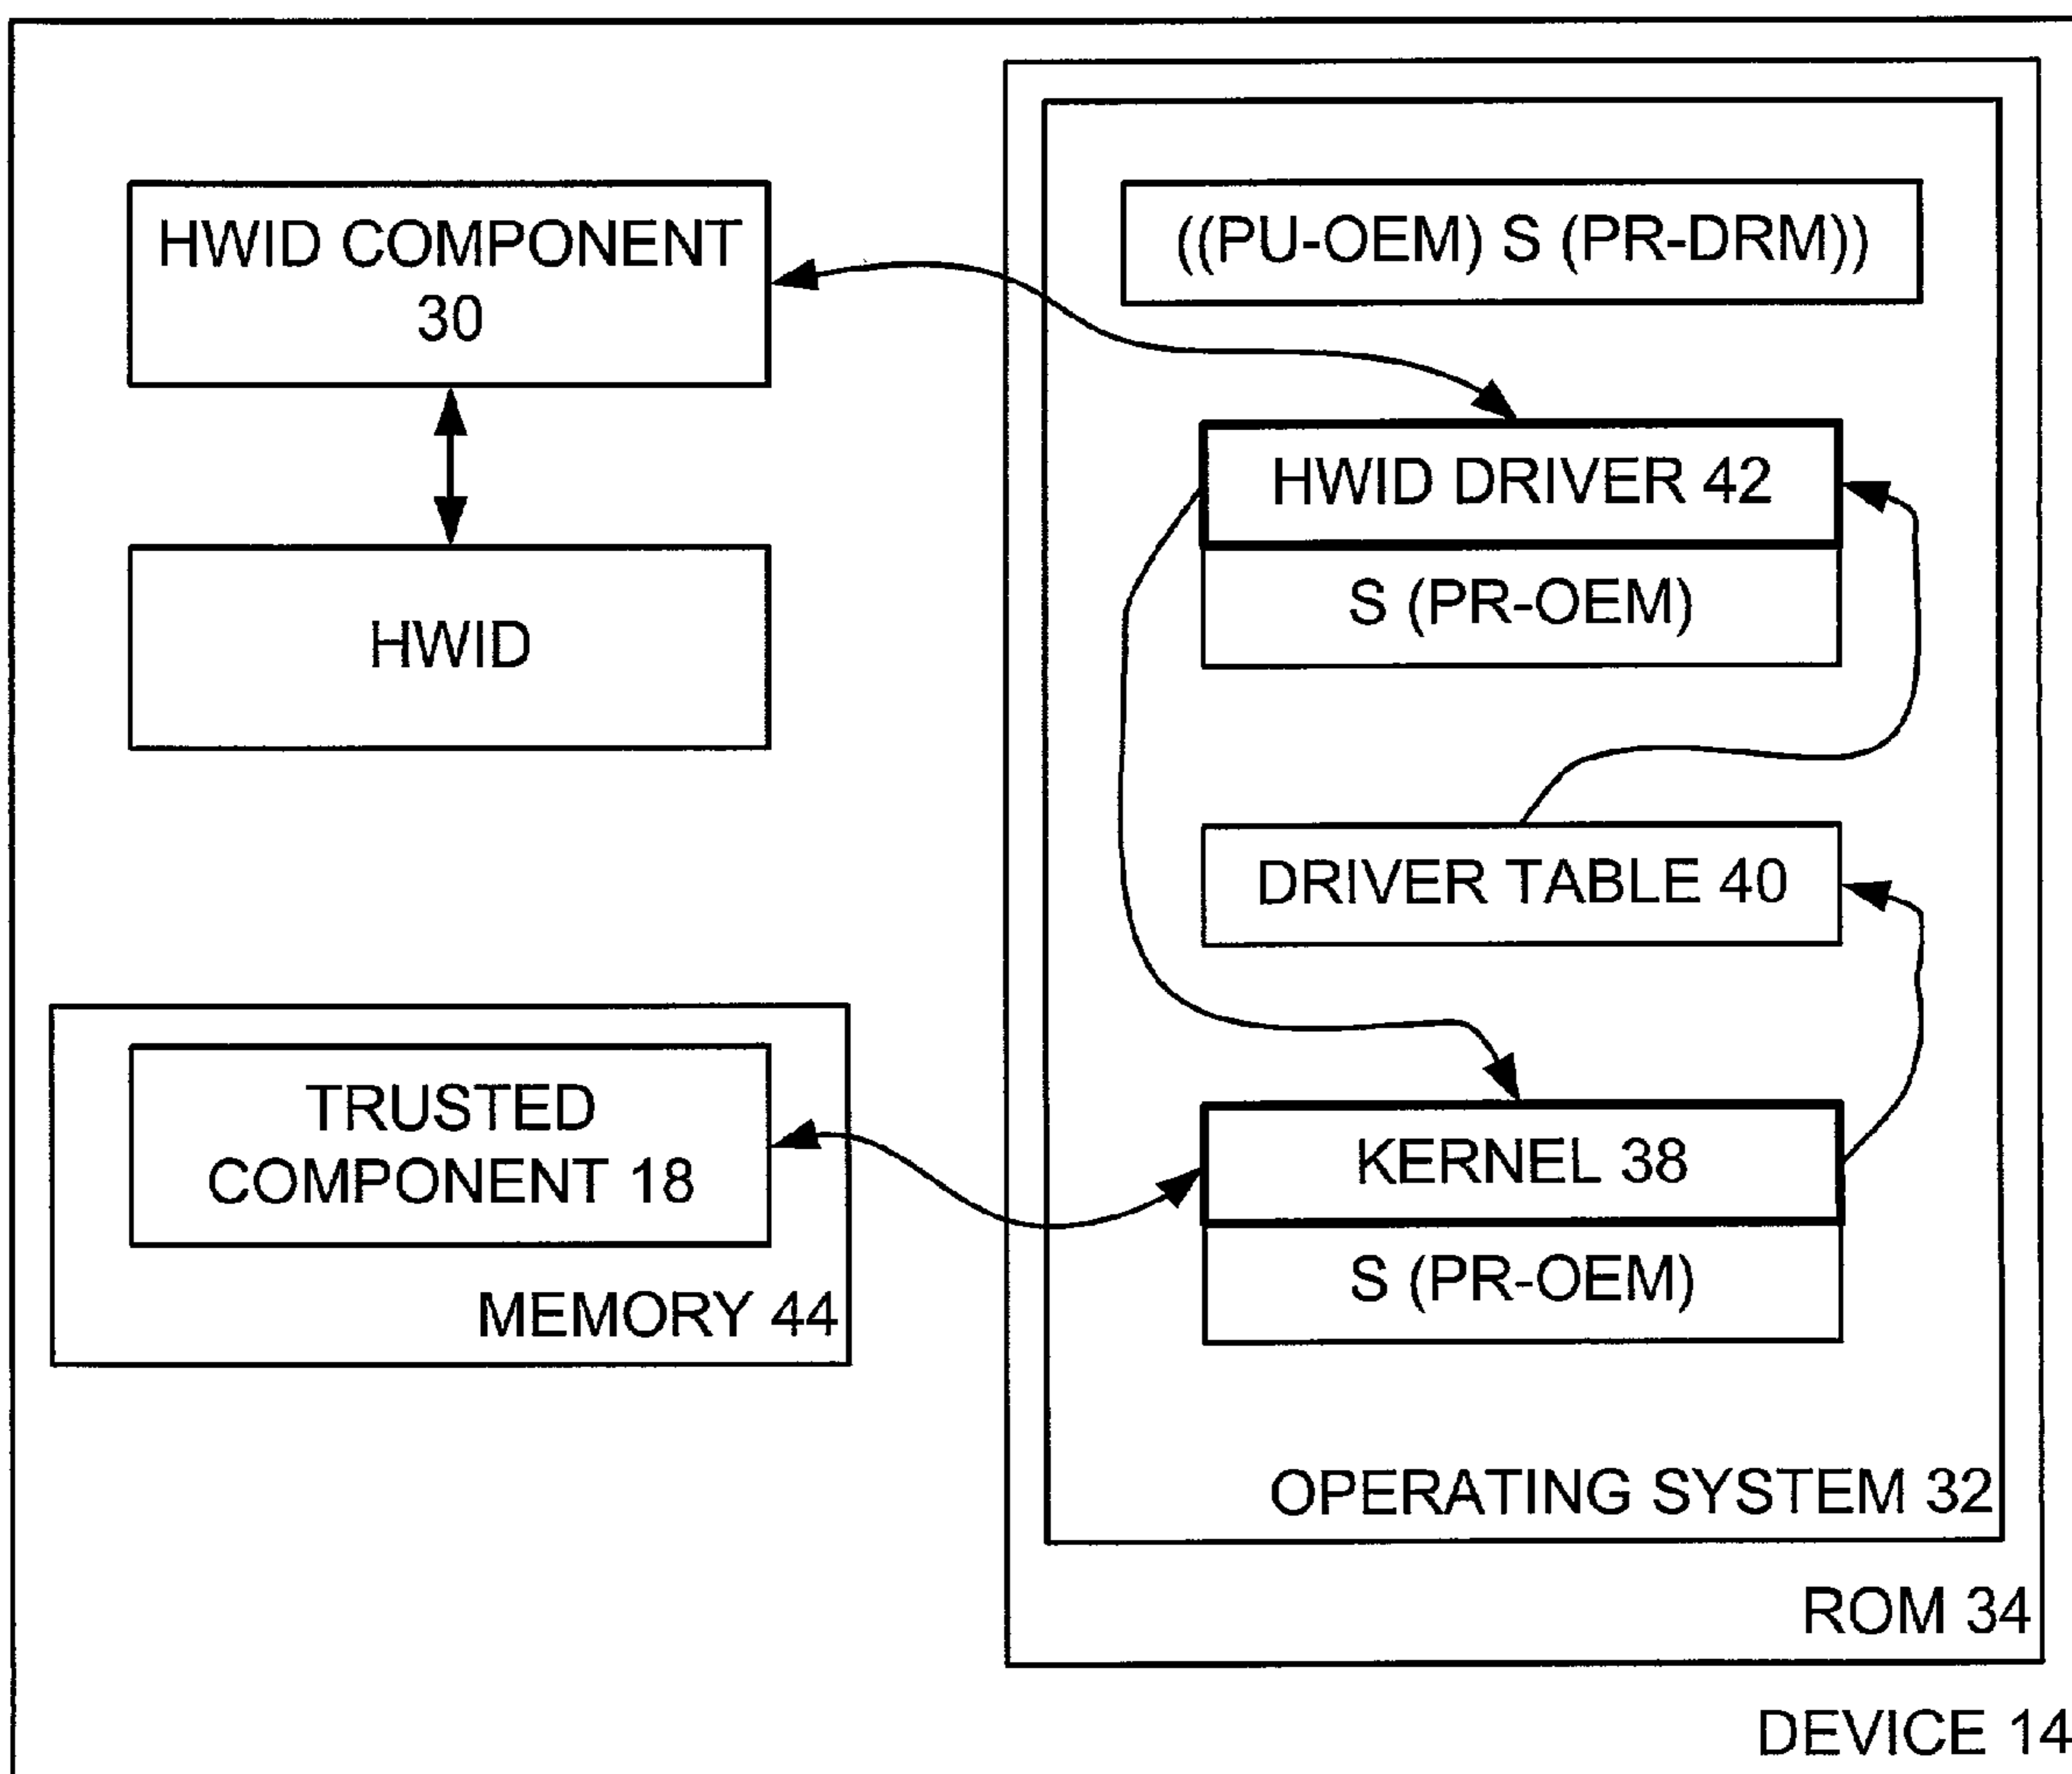 HWID COMPONENT
30
HWID
TRUSTED
COMPONENT 18
MEMORY 44
((PU-OEM) S (PR-DRM))
HWID DRIVER 42
S (PR-OEM)
DRIVER TABLE 40
KERNEL 38
S (PR-OEM)
OPERATING SYSTEM 32
ROM 34
DEVICE 14